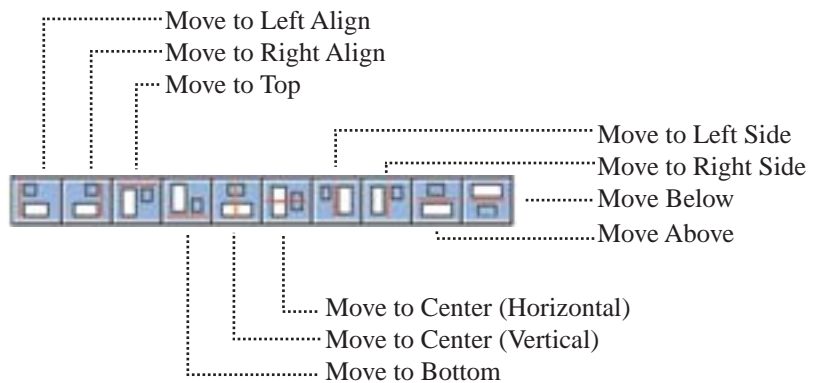 Move to Left Align
Move to Right Align
Move to Top
Move to Left Side
Move to Right Side
Move Below
Move Above
Move to Center (Horizontal)
Move to Center (Vertical)
Move to Bottom